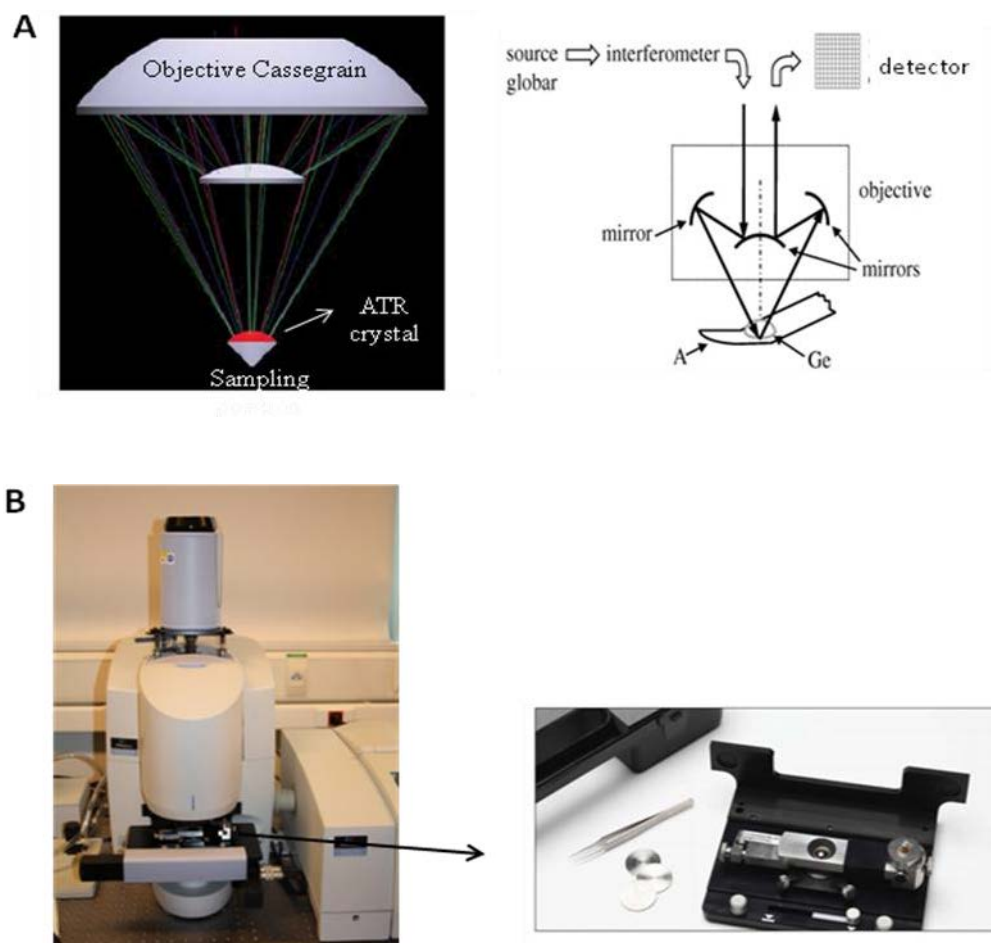 A
Objective Cassegrain
ATR
crystal
Sampling
source
globar
interferometer
detector
objective
mirror
mirrors
A
Ge
B